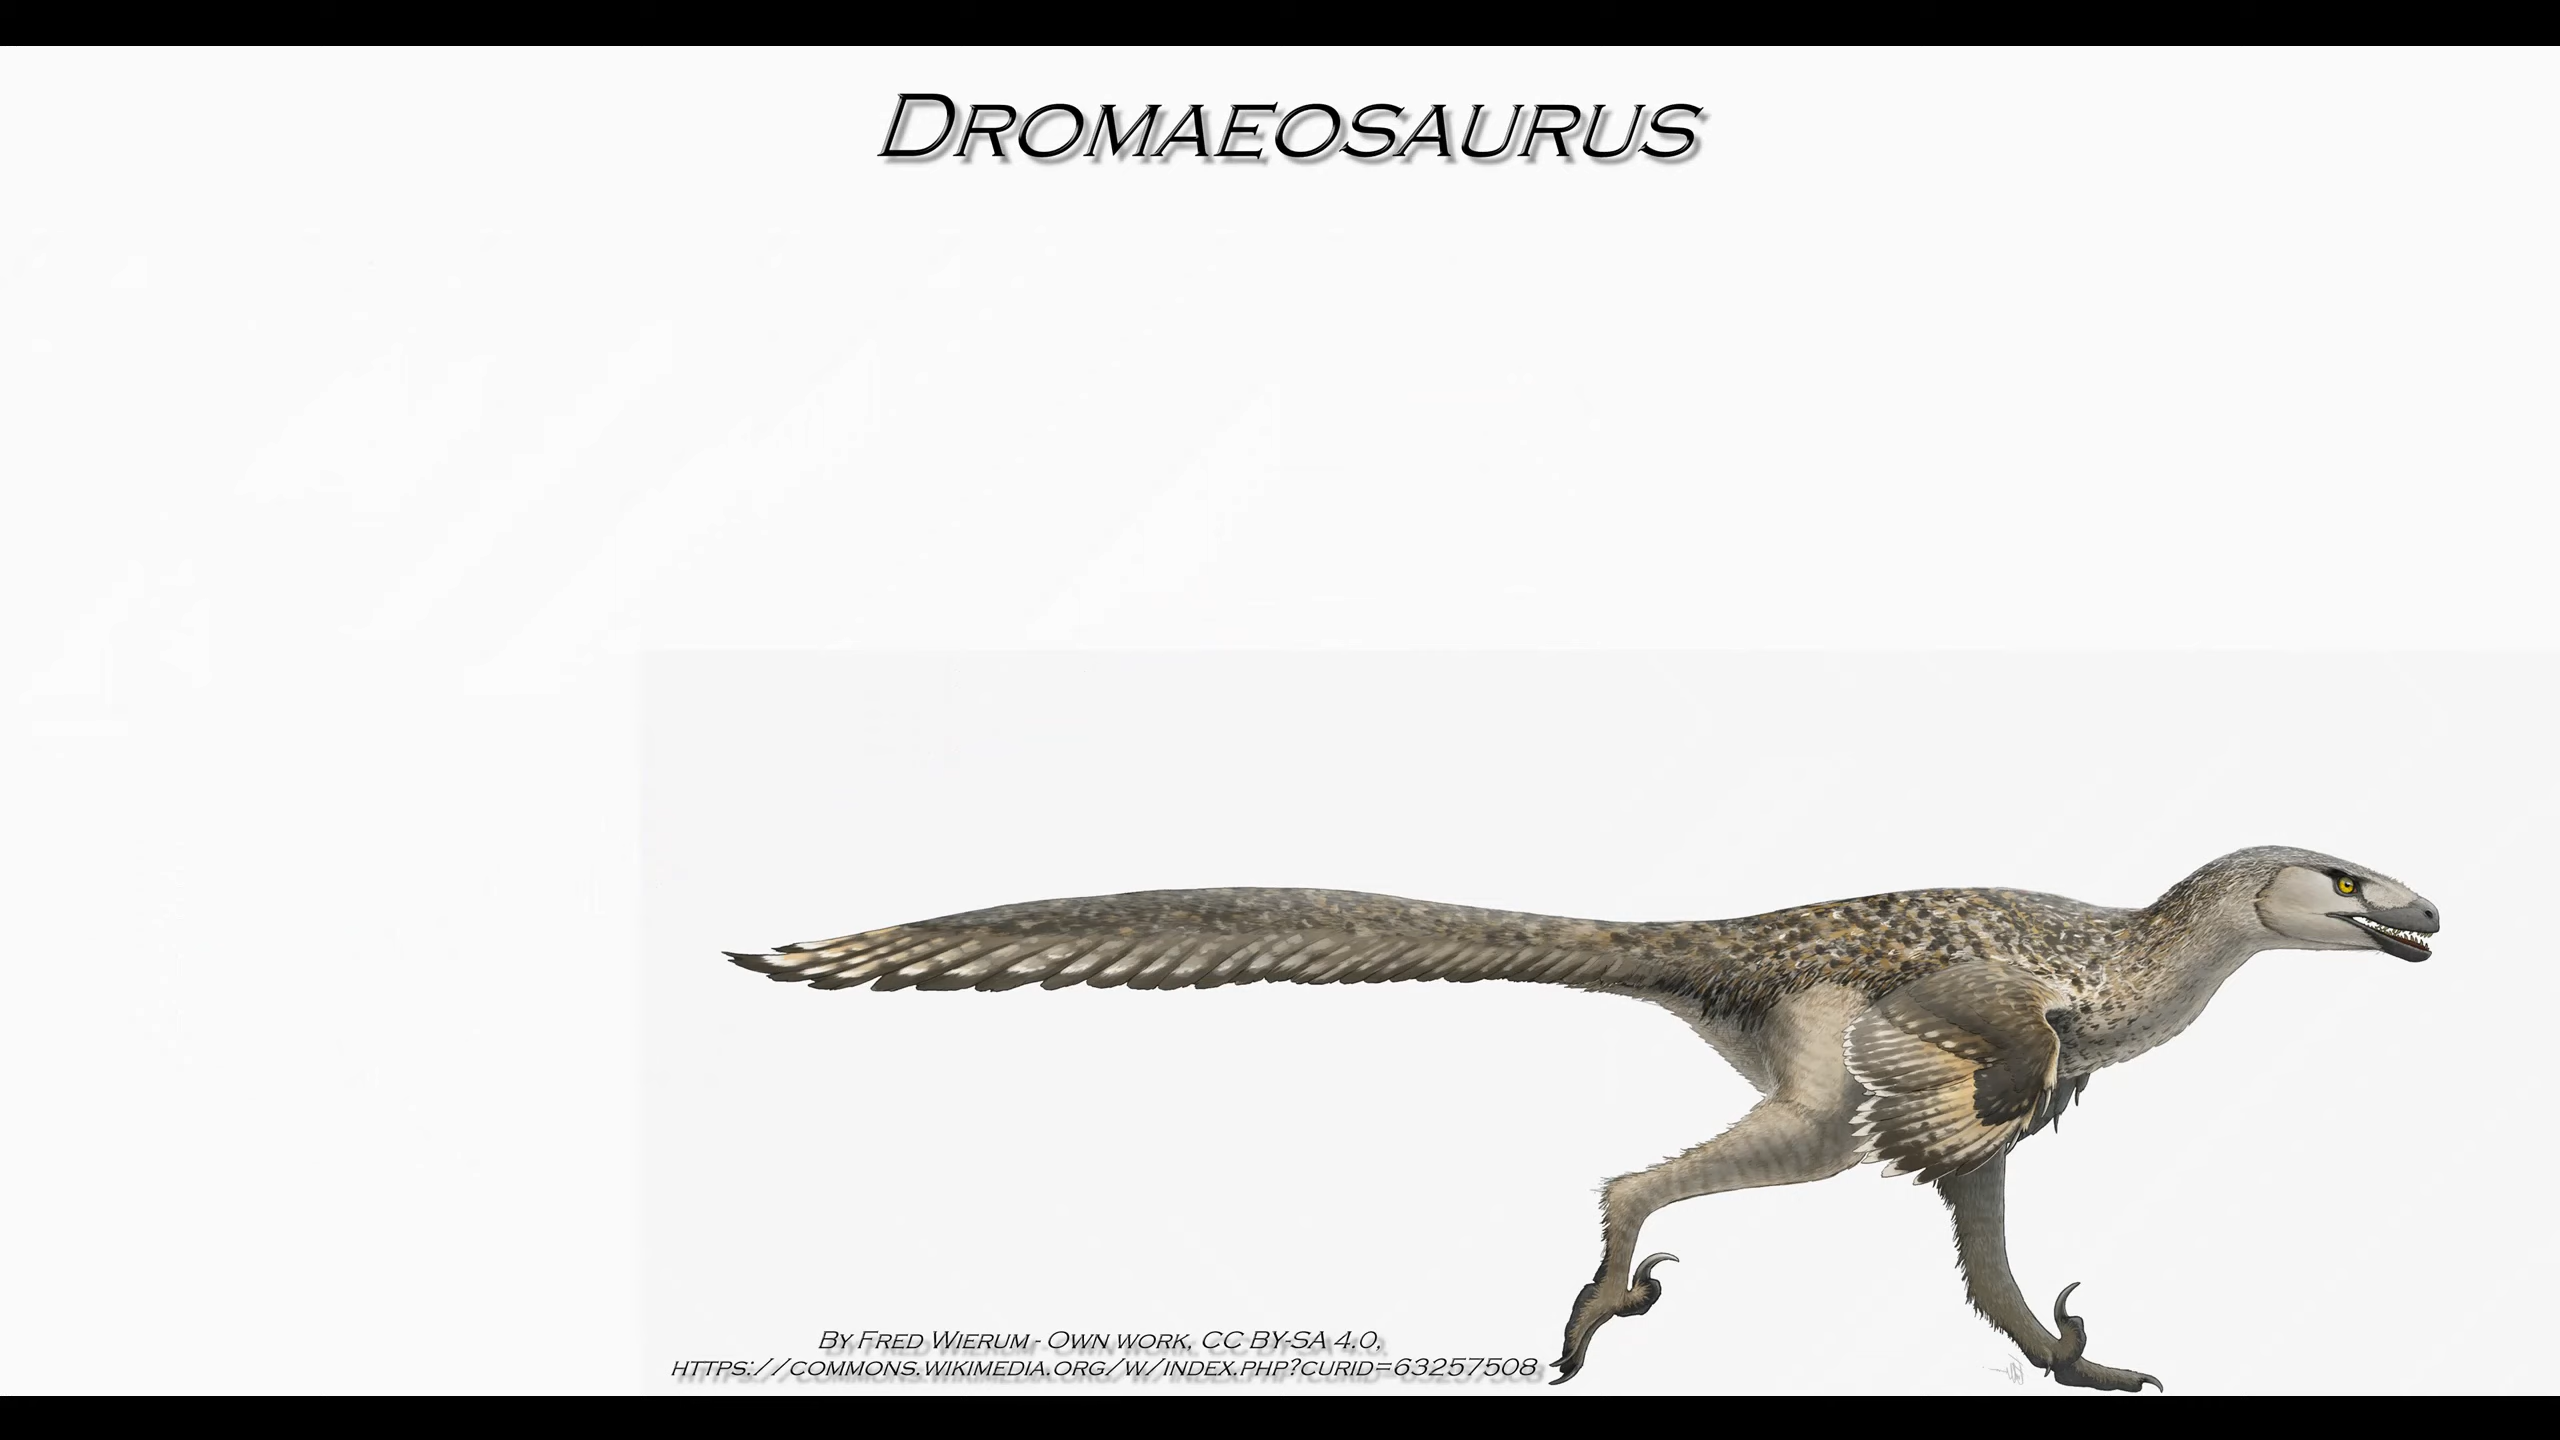 DROMAEOSAURUS
BY FRED WIERUM - OWN WORK, CC BY-SA 4.0,
HTTPS://COMMONS.WIKIMEDIA.ORG/W/INDEX.PHP?CURID=63257508